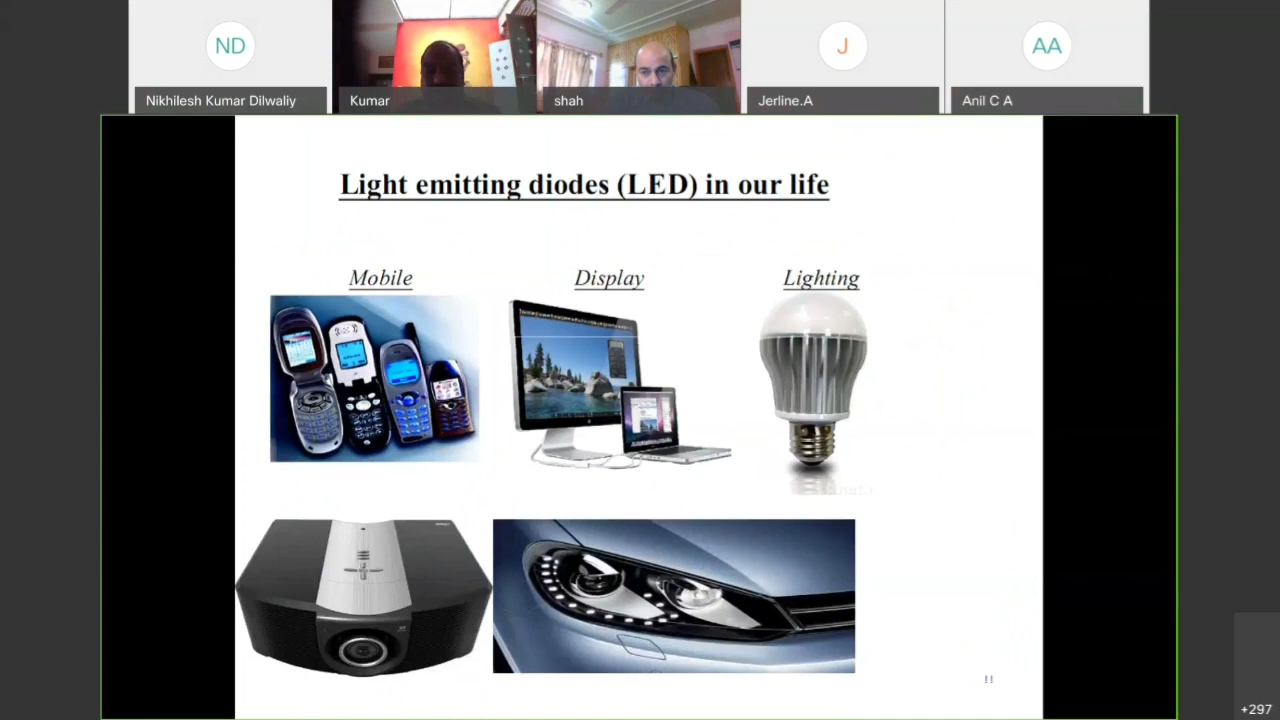 ND
J
AA
Nikhilesh Kumar Dilwaliy
Kumar
shah
Jerline.A
Anil C A
Light emitting diodes (LED) in our life
Mobile
Display
Lighting
!!
+297